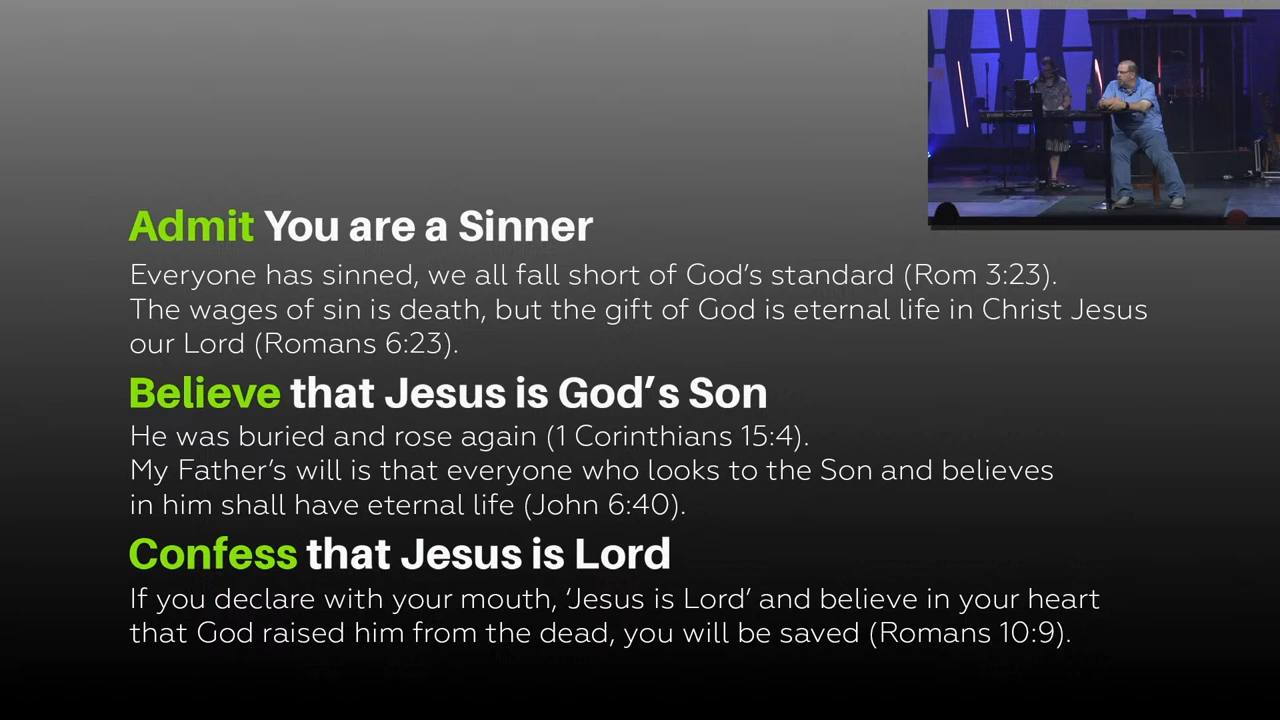 Admit You are a Sinner
Everyone has sinned, we all fall short of God's standard (Rom 3:23).
The wages of sin is death, but the gift of God is eternal life in Christ Jesus
our Lord (Romans 6:23).
Believe that Jesus is God's Son
He was buried and rose again (1 Corinthians 15:4).
My Father's will is that everyone who looks to the Son and believes
in him shall have eternal life (John 6:40).
Confess that Jesus is Lord
If you declare with your mouth, ‘Jesus is Lord’ and believe in your heart
that God raised him from the dead, you will be saved (Romans 10:9).